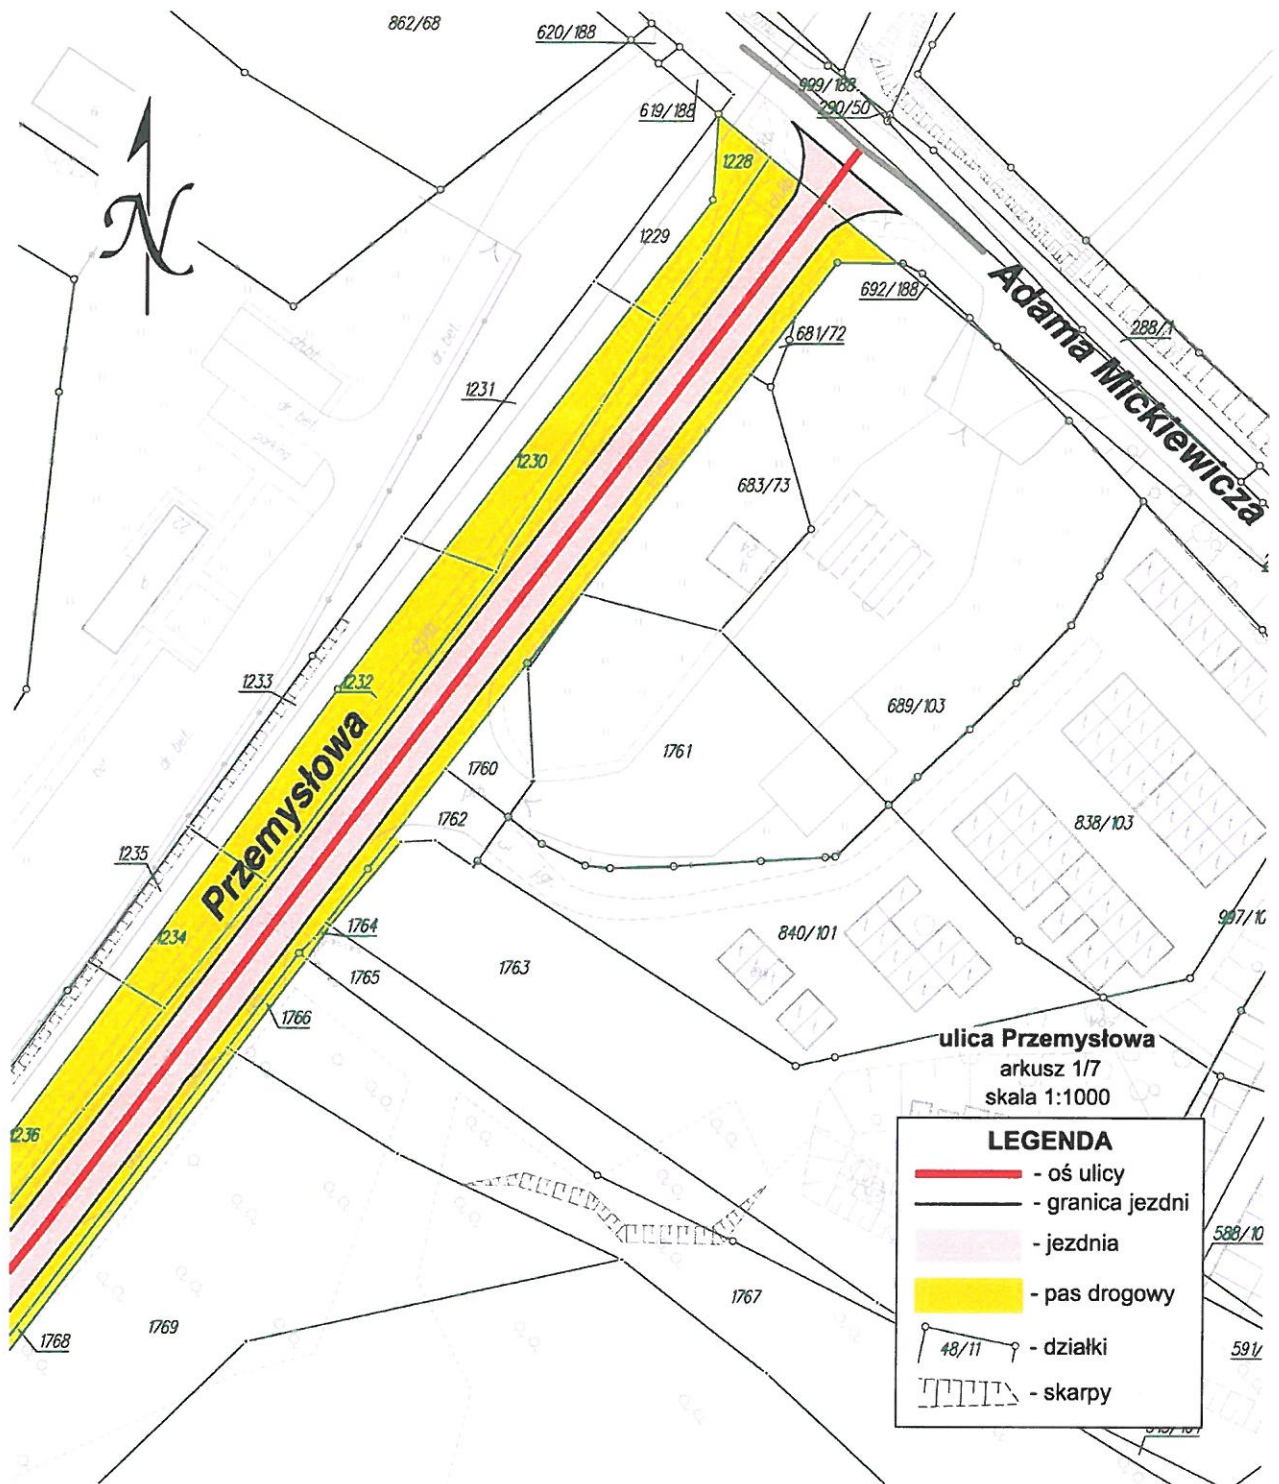 862/68
620/188
619/188
999/188
290/50
1228
1229
N
692/188
288/1
Adama Mickiewicza
681/72
1231
1230
683/73
1233
1232
689/103
Przemysłowa
1760
1761
1762
838/103
1235
1234
1764
840/101
1765
1763
1766
1236
ulica Przemysłowa
arkusz 1/7
skala 1:1000
LEGENDA
- oś ulicy
- granica jezdni
- jezdnia
- pas drogowy
48/11 - działki
- skarpy
588/10
591/
1767
1769
1768